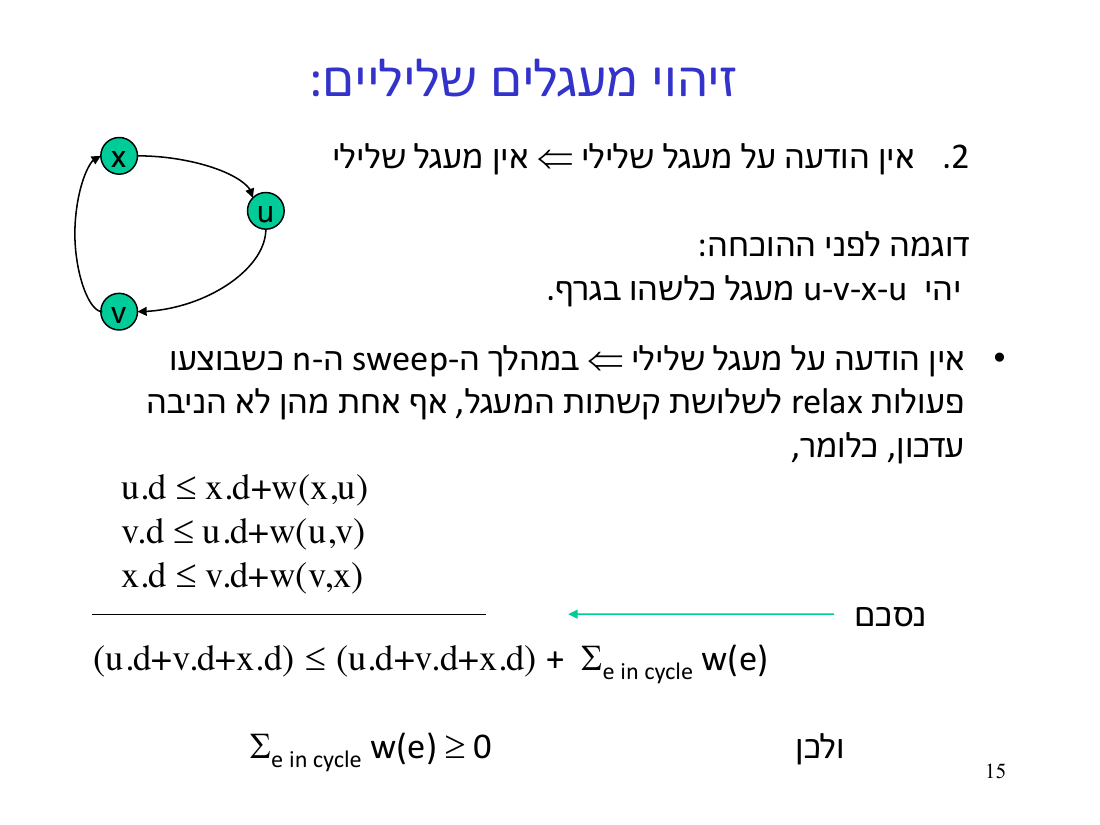 זיהוי מעגלים שליליים:
x
u
v
2. אין הודעה על מעגל שלילי ⇐ אין מעגל שלילי
דוגמה לפני ההוכחה:
יהי u-v-x-u מעגל כלשהו בגרף.
• אין הודעה על מעגל שלילי ⇐ במהלך ה-sweep ה-n כשבוצעו
פעולות relax לשלושת קשתות המעגל, אף אחת מהן לא הניבה
עדכון, כלומר,
u.d ≤ x.d+w(x,u)
v.d ≤ u.d+w(u,v)
x.d ≤ v.d+w(v,x)
נסכם
(u.d+v.d+x.d) ≤ (u.d+v.d+x.d) + Σe in cycle w(e)
ולכן Σe in cycle w(e) ≥ 0
15